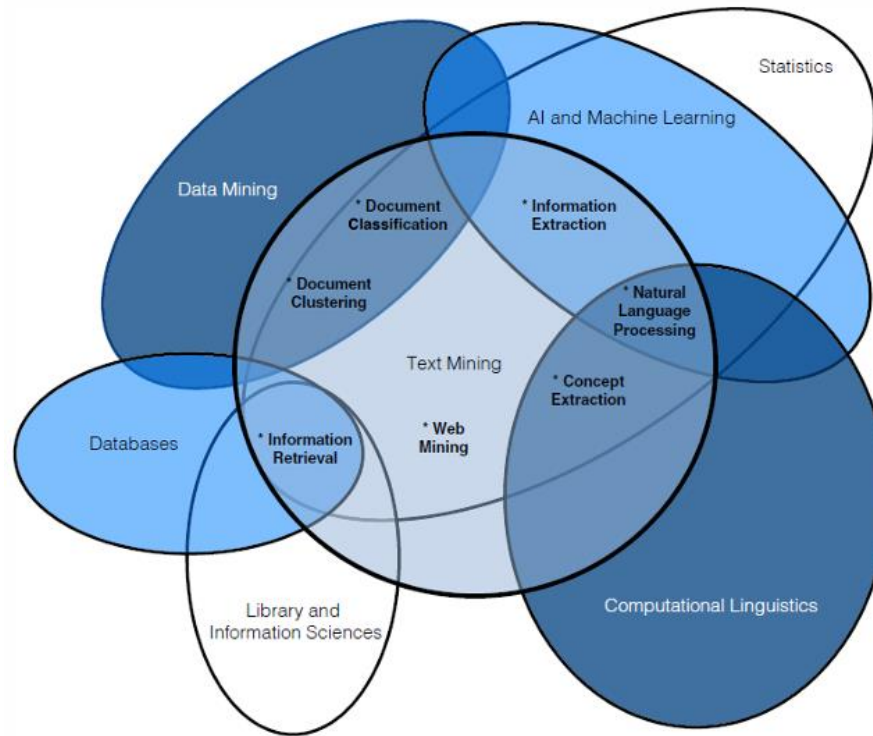 Statistics
AI and Machine Learning
Data Mining
* Document
Classification
* Information
Extraction
* Document
Clustering
* Natural
Language
Processing
Text Mining
* Concept
Extraction
Databases
* Information
Retrieval
* Web
Mining
Library and
Information Sciences
Computational Linguistics